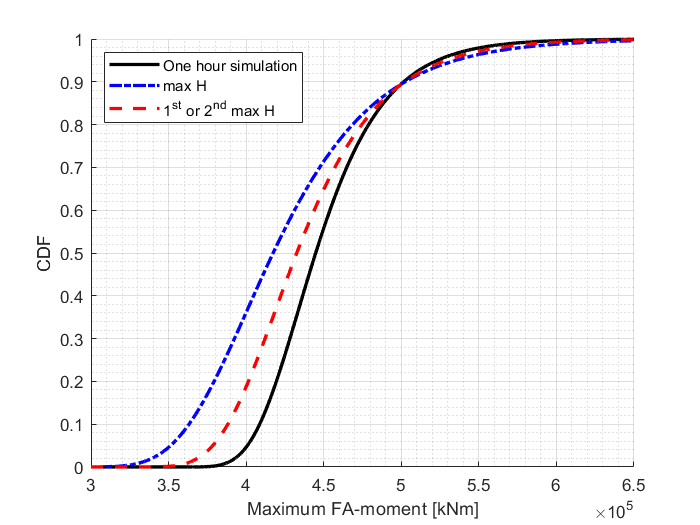 1
0.9
0.8
0.7
0.6
0.5
0.4
0.3
0.2
0.1
0
CDF
One hour simulation
max H
1st or 2nd max H
3 3.5 4 4.5 5 5.5 6 6.5
Maximum FA-moment [kNm]
×10^5